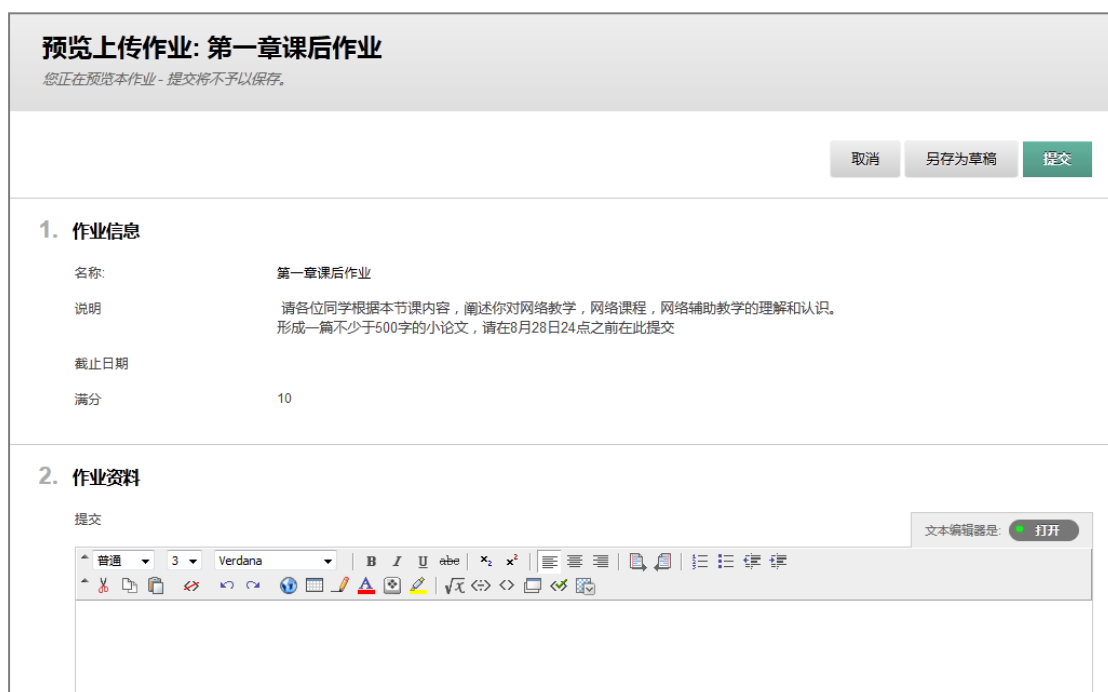 预览上传作业: 第一章课后作业
您正在预览本作业 - 提交将不予以保存。
取消 另存为草稿 提交
1. 作业信息
名称: 第一章课后作业
说明 请各位同学根据本节课内容，阐述你对网络教学，网络课程，网络辅助教学的理解和认识。
形成一篇不少于500字的小论文，请在8月28日24点之前在此提交
截止日期
满分 10
2. 作业资料
提交
文本编辑器是: 打开
普通 3 Verdana B I U abc x₂ x²